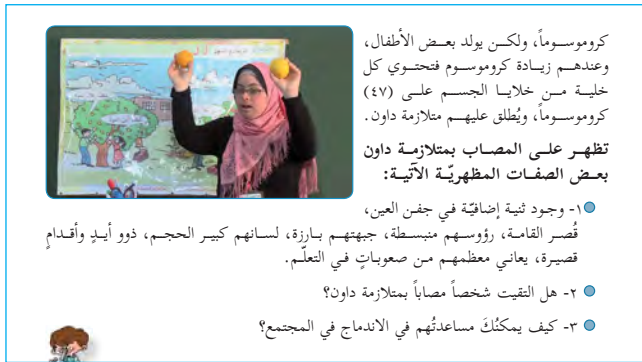 كروموسوماً، ولكن يولد بعض الأطفال،
وعندهم زيادة كروموسوم فتحتوي كل
خلية من خلايا الجسم على (٤٧)
كروموسوماً، ويُطلق عليهم متلازمة داون.
تظهر على المصاب بمتلازمة داون
بعض الصفات المظهريّة الآتية:
١- وجود ثنية إضافيّة في جفن العين،
قُصر القامة، رؤوسهم منبسطة، جبهتهم بارزة، لسانهم كبير الحجم، ذوو أيدٍ وأقدامٍ
قصيرة، يعاني معظمهم من صعوباتٍ في التعلّم.
٢- هل التقيت شخصاً مصاباً بمتلازمة داون؟
٣- كيف يمكنُكَ مساعدتُهم في الاندماج في المجتمع؟